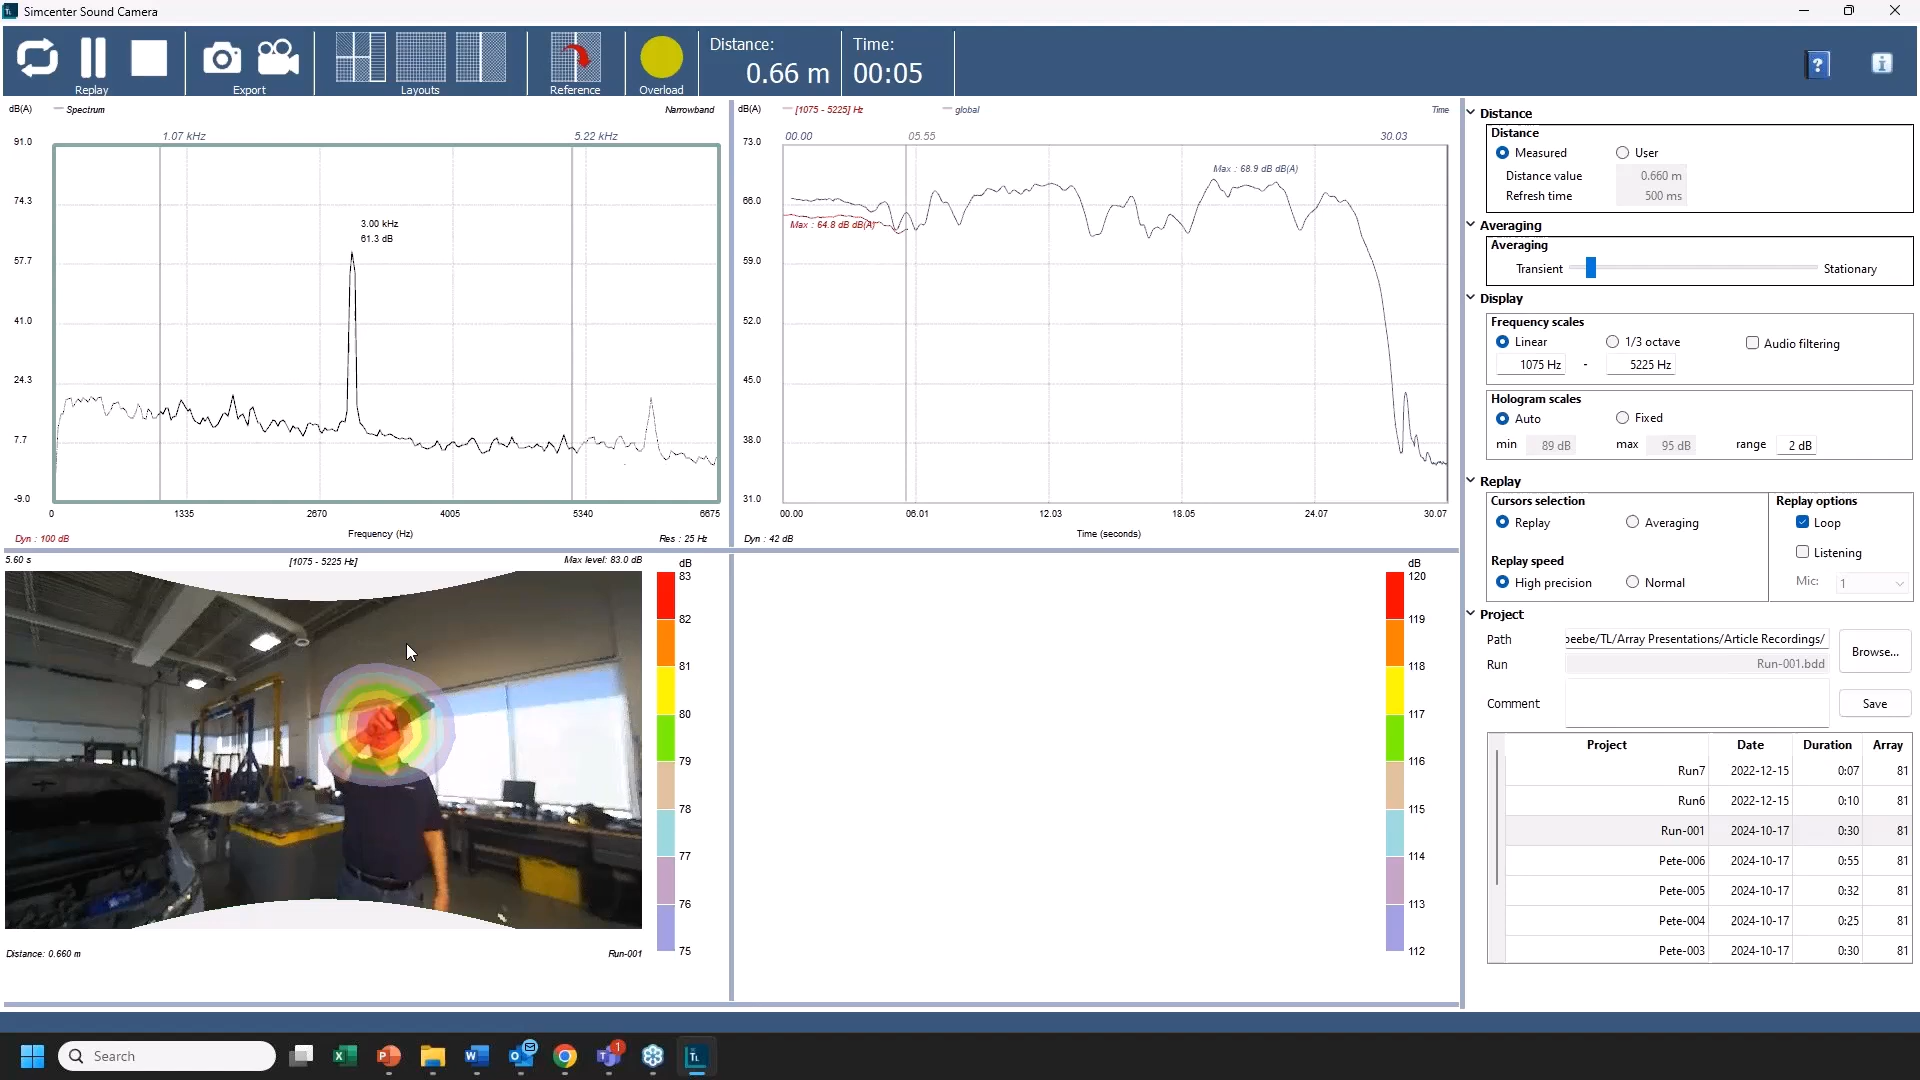 Simcenter Sound Camera
Replay
Export
Layouts
Reference
Overload
Distance:
0.66 m
Time:
00:05
dB(A)
Spectrum
Narrowband
1.07 kHz
5.22 kHz
91.0
74.3
57.7
41.0
24.3
7.7
-9.0
3.00 kHz
61.3 dB
0
1335
2670
4005
5340
6675
Frequency (Hz)
Dyn : 100 dB
Res : 25 Hz
dB(A)
[1075 - 5225] Hz
global
Time
00.00
05.55
30.03
73.0
66.0
59.0
52.0
45.0
38.0
31.0
Max : 68.9 dB dB(A)
Max : 64.8 dB dB(A)
00.00
06.01
12.03
18.05
24.07
30.07
Time (seconds)
Dyn : 42 dB
5.60 s
[1075 - 5225 Hz]
Max level: 83.0 dB
dB
83
82
81
80
79
78
77
76
75
Distance: 0.660 m
Run-001
dB
120
119
118
117
116
115
114
113
112
Distance
Distance
Measured
User
Distance value
0.660 m
Refresh time
500 ms
Averaging
Averaging
Transient
Stationary
Display
Frequency scales
Linear
1/3 octave
Audio filtering
1075 Hz - 5225 Hz
Hologram scales
Auto
Fixed
min 89 dB max 95 dB range 2 dB
Replay
Cursors selection
Replay options
Replay
Averaging
Loop
Listening
Replay speed
High precision
Normal
Mic: 1
Project
Path
beebe/TL/Array Presentations/Article Recordings/
Browse...
Run
Run-001.bdd
Comment
Save
Project Date Duration Array
Run7 2022-12-15 0:07 81
Run6 2022-12-15 0:10 81
Run-001 2024-10-17 0:30 81
Pete-006 2024-10-17 0:55 81
Pete-005 2024-10-17 0:32 81
Pete-004 2024-10-17 0:25 81
Pete-003 2024-10-17 0:30 81
Search
1
TL